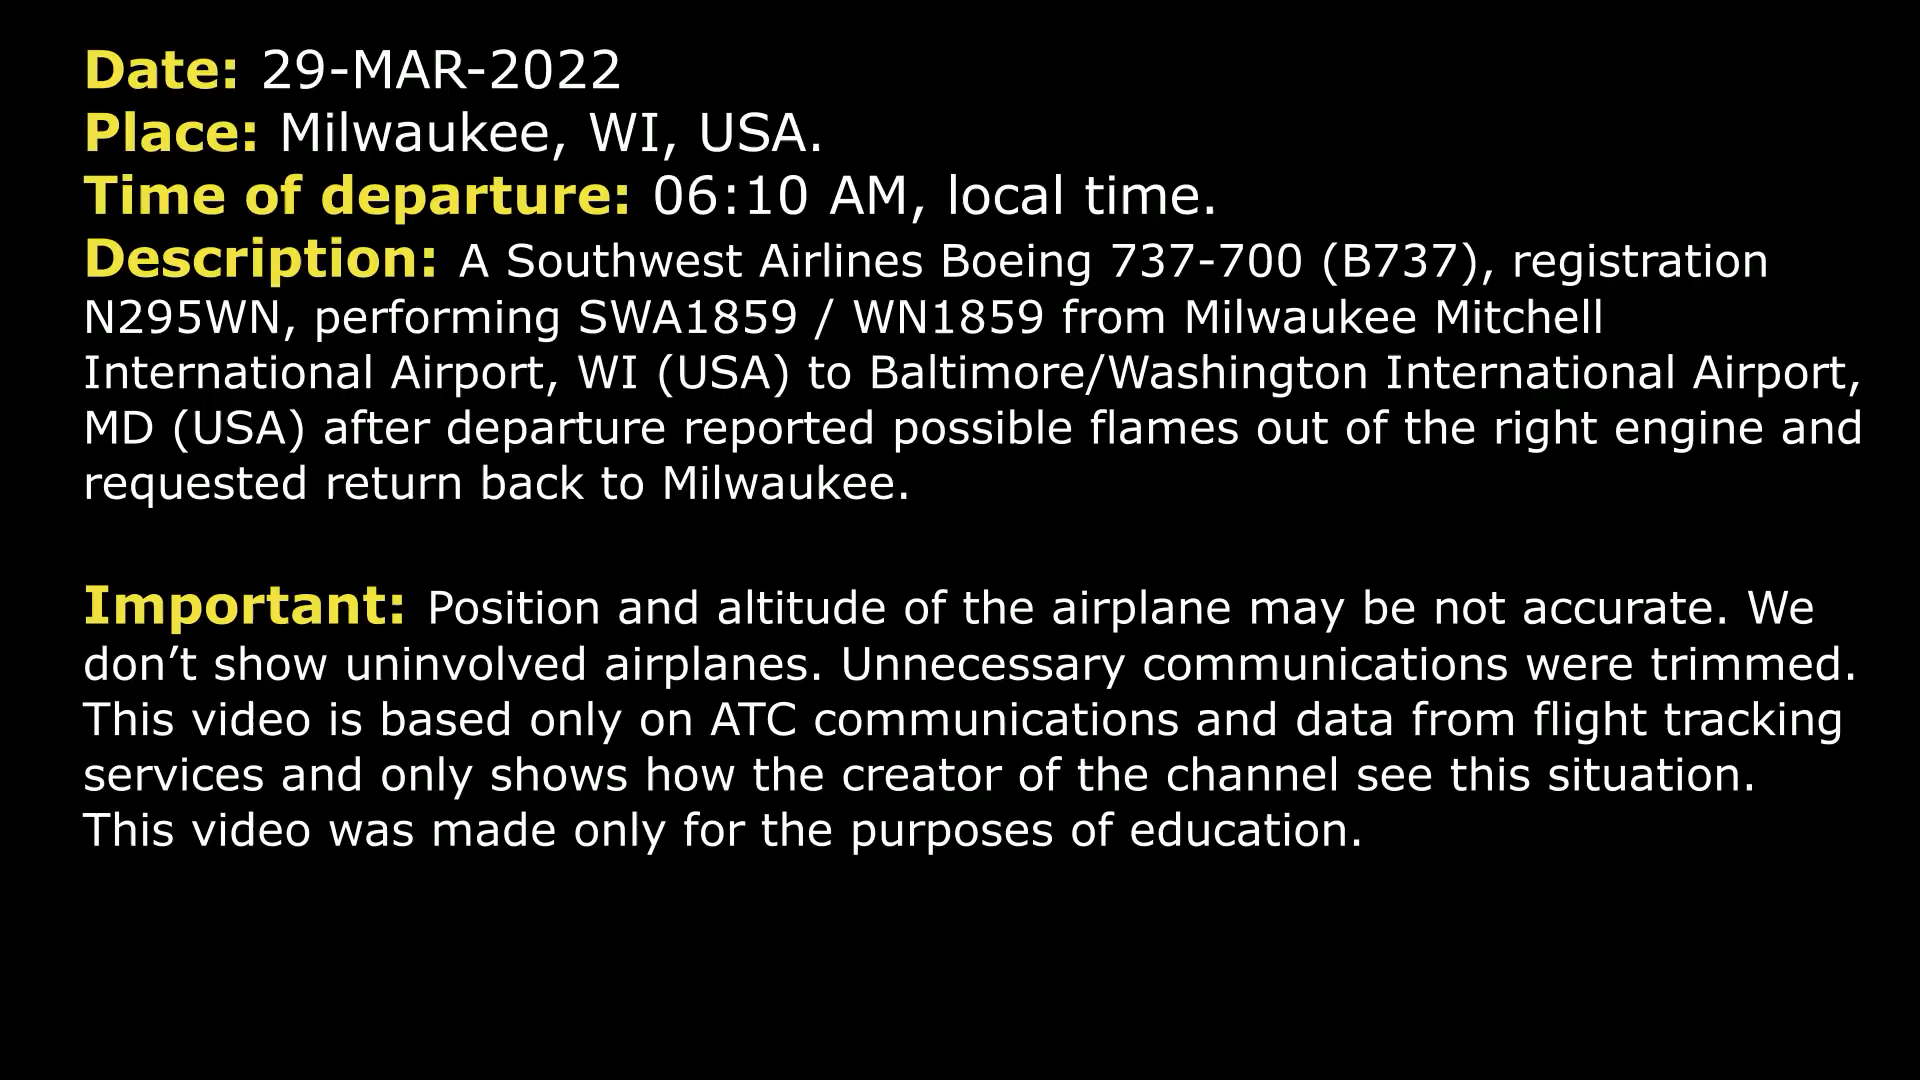 Date: 29-MAR-2022
Place: Milwaukee, WI, USA.
Time of departure: 06:10 AM, local time.
Description: A Southwest Airlines Boeing 737-700 (B737), registration
N295WN, performing SWA1859 / WN1859 from Milwaukee Mitchell
International Airport, WI (USA) to Baltimore/Washington International Airport,
MD (USA) after departure reported possible flames out of the right engine and
requested return back to Milwaukee.
Important: Position and altitude of the airplane may be not accurate. We
don’t show uninvolved airplanes. Unnecessary communications were trimmed.
This video is based only on ATC communications and data from flight tracking
services and only shows how the creator of the channel see this situation.
This video was made only for the purposes of education.